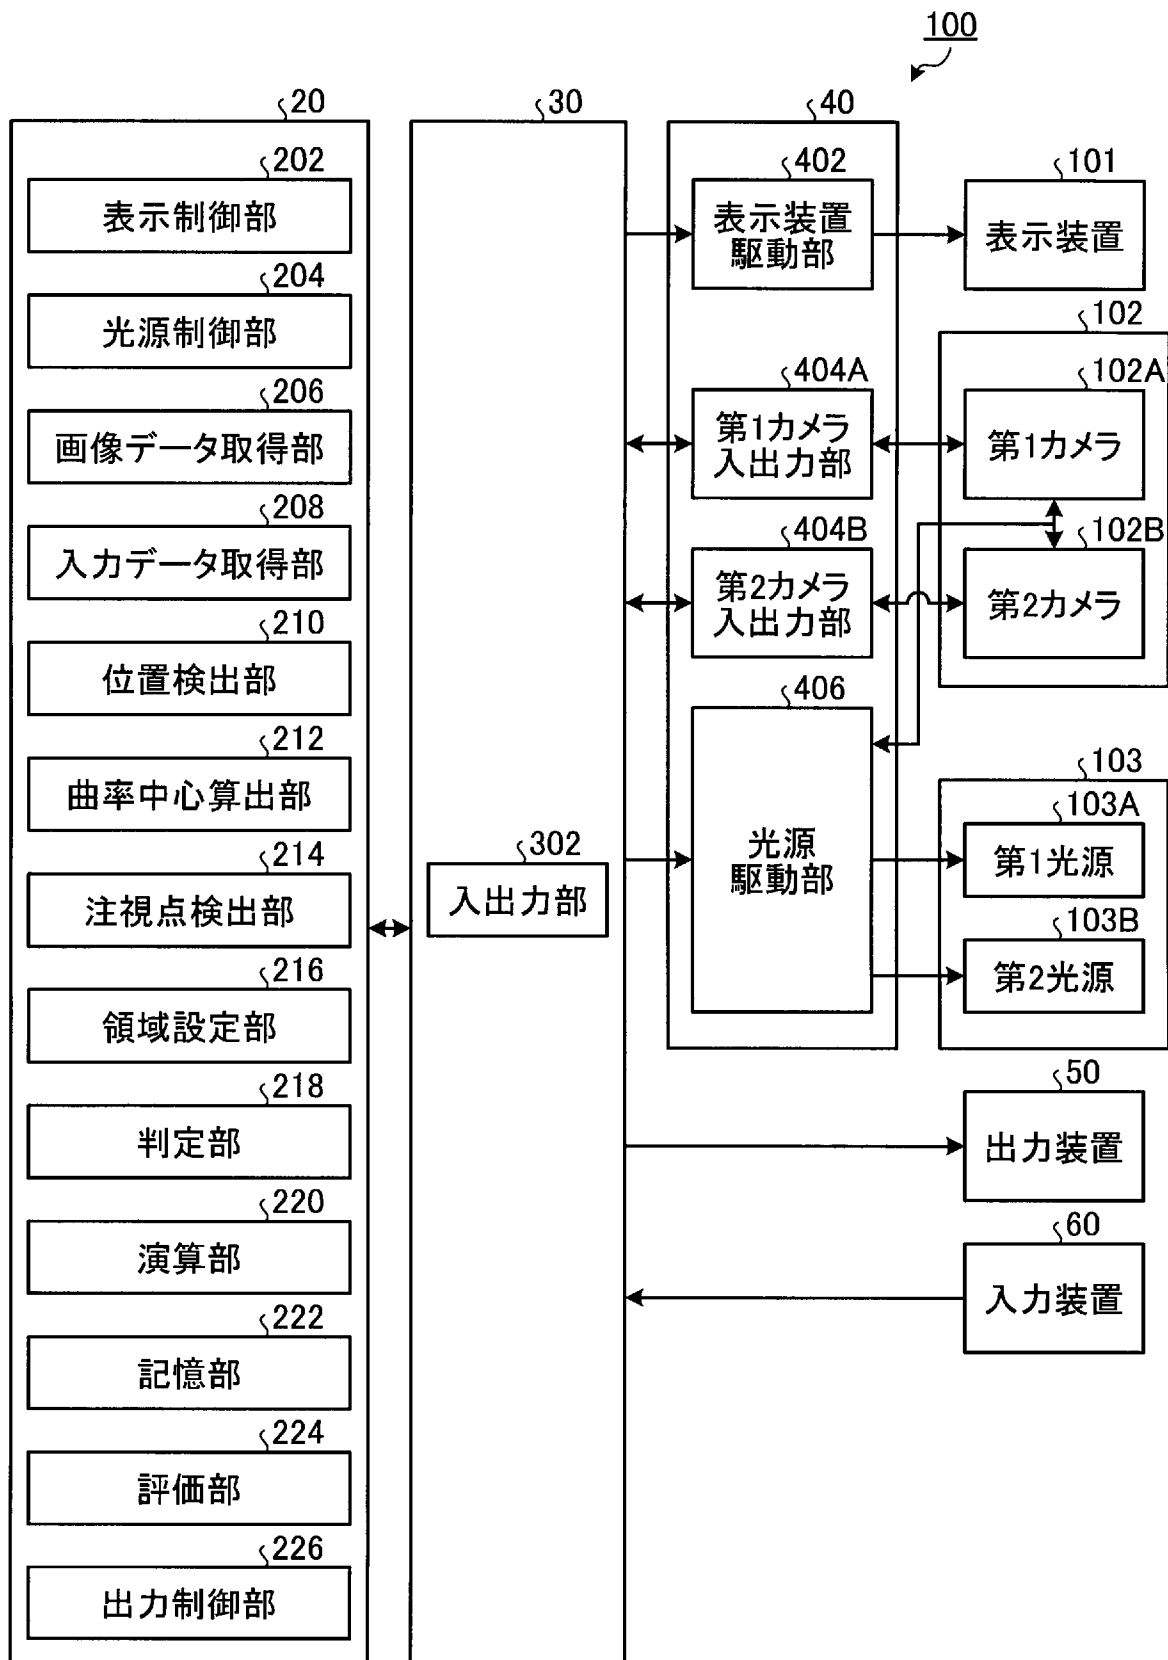 100
20
202
表示制御部
204
光源制御部
206
画像データ取得部
208
入力データ取得部
210
位置検出部
212
曲率中心算出部
214
注視点検出部
216
領域設定部
218
判定部
220
演算部
222
記憶部
224
評価部
226
出力制御部
30
302
入出力部
40
402
表示装置
駆動部
404A
第1カメラ
入出力部
404B
第2カメラ
入出力部
406
光源
駆動部
101
表示装置
102
102A
第1カメラ
102B
第2カメラ
103
103A
第1光源
103B
第2光源
50
出力装置
60
入力装置